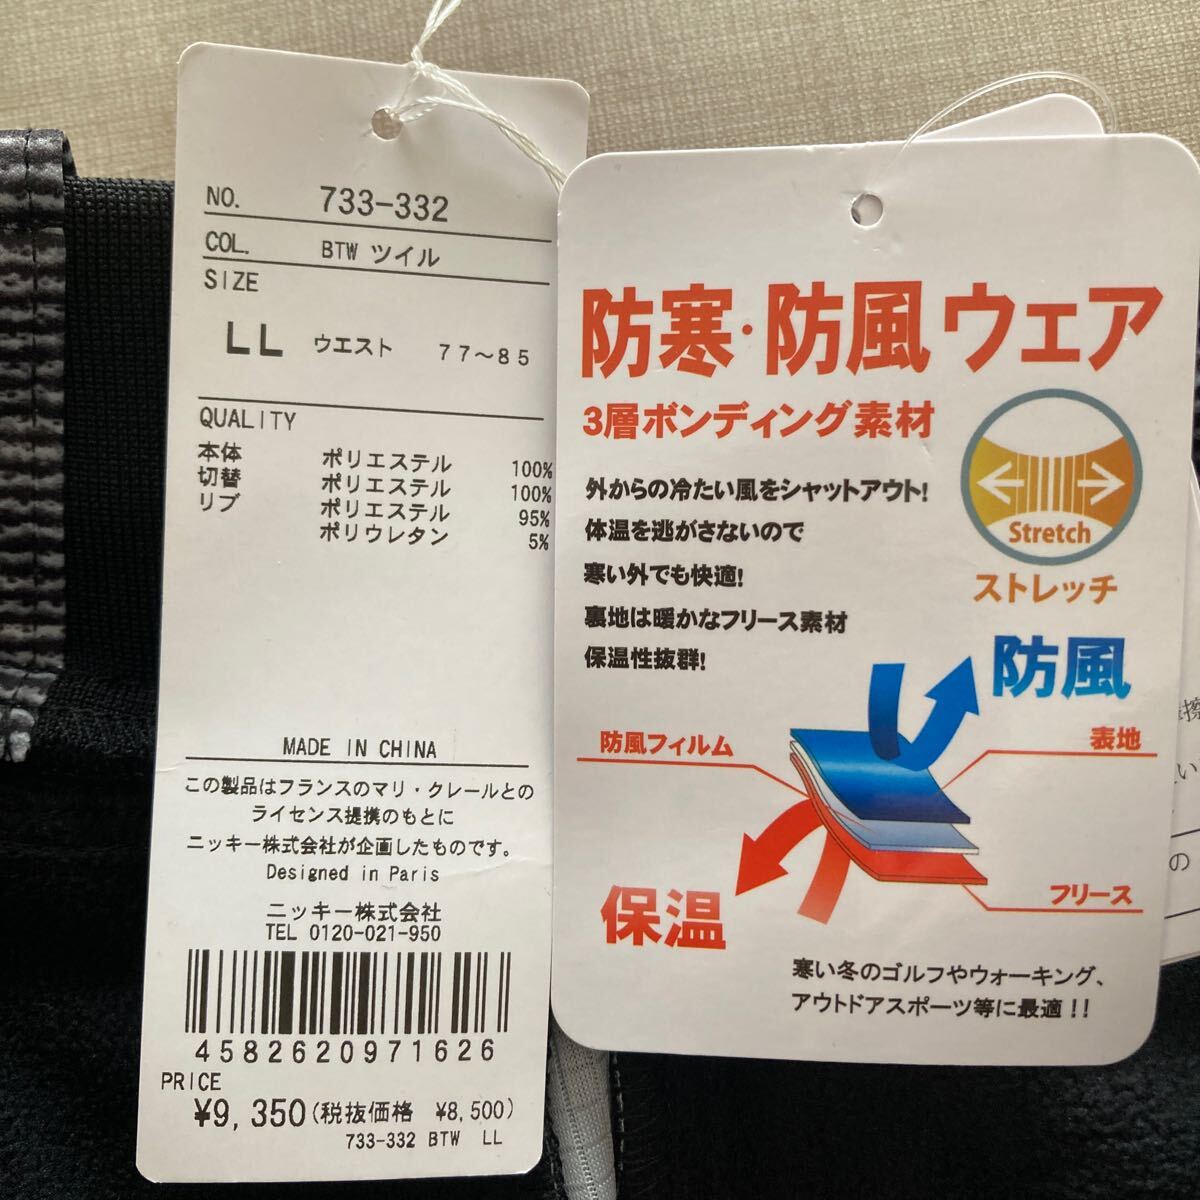 NO. 733-332
COL. BTW ツイル
SIZE
LL ウエスト 77～85
QUALITY
本体 ポリエステル 100%
切替 ポリエステル 100%
リブ ポリエステル 95%
ポリウレタン 5%
MADE IN CHINA
この製品はフランスのマリ・クレールとの
ライセンス提携のもとに
ニッキー株式会社が企画したものです。
Designed in Paris
ニッキー株式会社
TEL 0120-021-950
4582620971626
PRICE
¥9,350(税抜価格 ¥8,500)
733-332 BTW LL
防寒・防風ウェア
3層ボンディング素材
外からの冷たい風をシャットアウト!
体温を逃がさないので
寒い外でも快適!
裏地は暖かなフリース素材
保温性抜群!
Stretch
ストレッチ
防風
防風フィルム
表地
保温
フリース
寒い冬のゴルフやウォーキング、
アウトドアスポーツ等に最適!!
擦
い
の